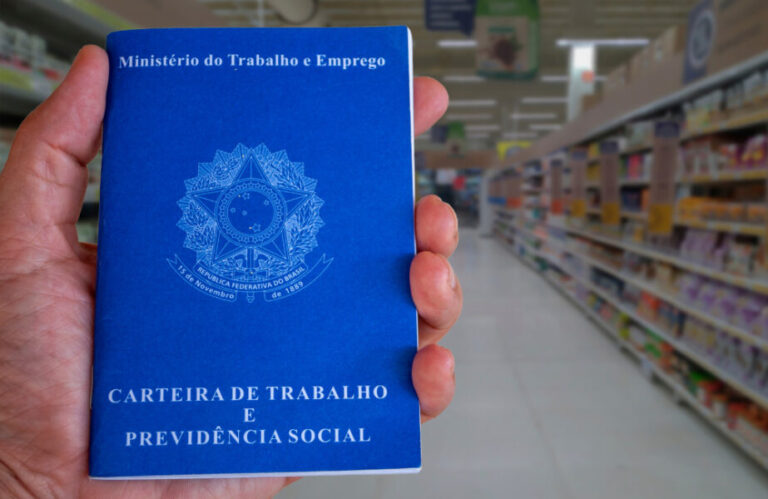 Ministério do Trabalho e Emprego
REPÚBLICA FEDERATIVA DO BRASIL
15 de Novembro de 1889
CARTEIRA DE TRABALHO
E
PREVIDÊNCIA SOCIAL